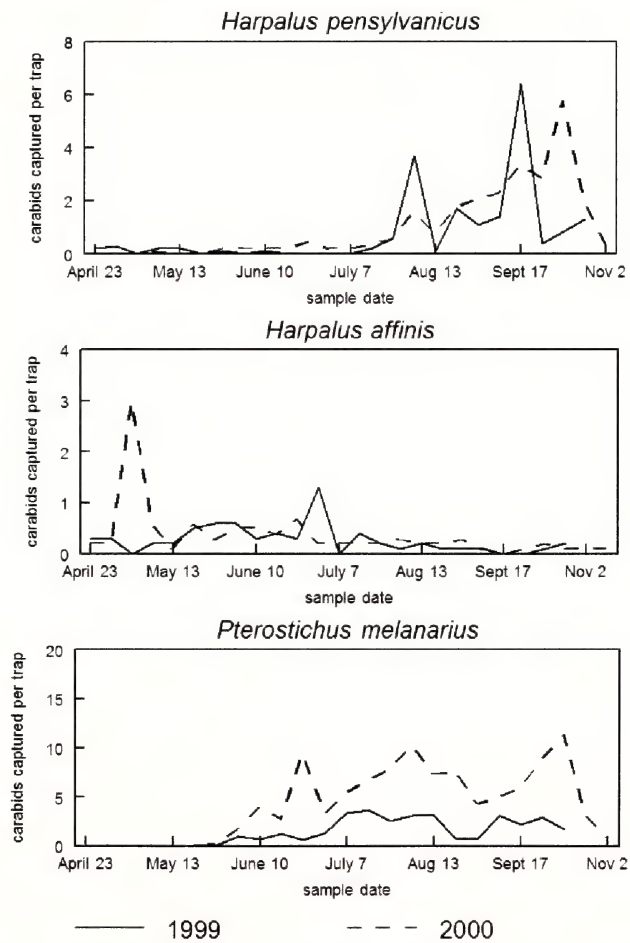 Harpalus pensylvanicus
carabids captured per trap
8
6
4
2
0
April 23 May 13 June 10 July 7 Aug 13 Sept 17 Nov 2
sample date
Harpalus affinis
carabids captured per trap
4
3
2
1
0
April 23 May 13 June 10 July 7 Aug 13 Sept 17 Nov 2
sample date
Pterostichus melanarius
carabids captured per trap
20
15
10
5
0
April 23 May 13 June 10 July 7 Aug 13 Sept 17 Nov 2
sample date
1999 2000